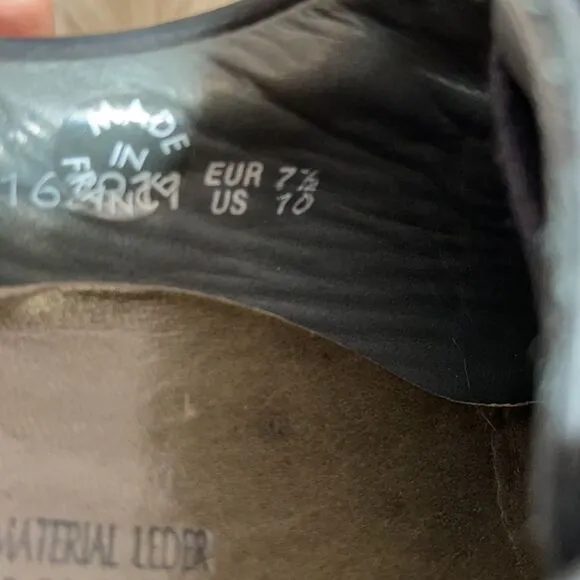 MADE
IN
FRANCE
EUR 7½
US 10
MATERIAL LEDER